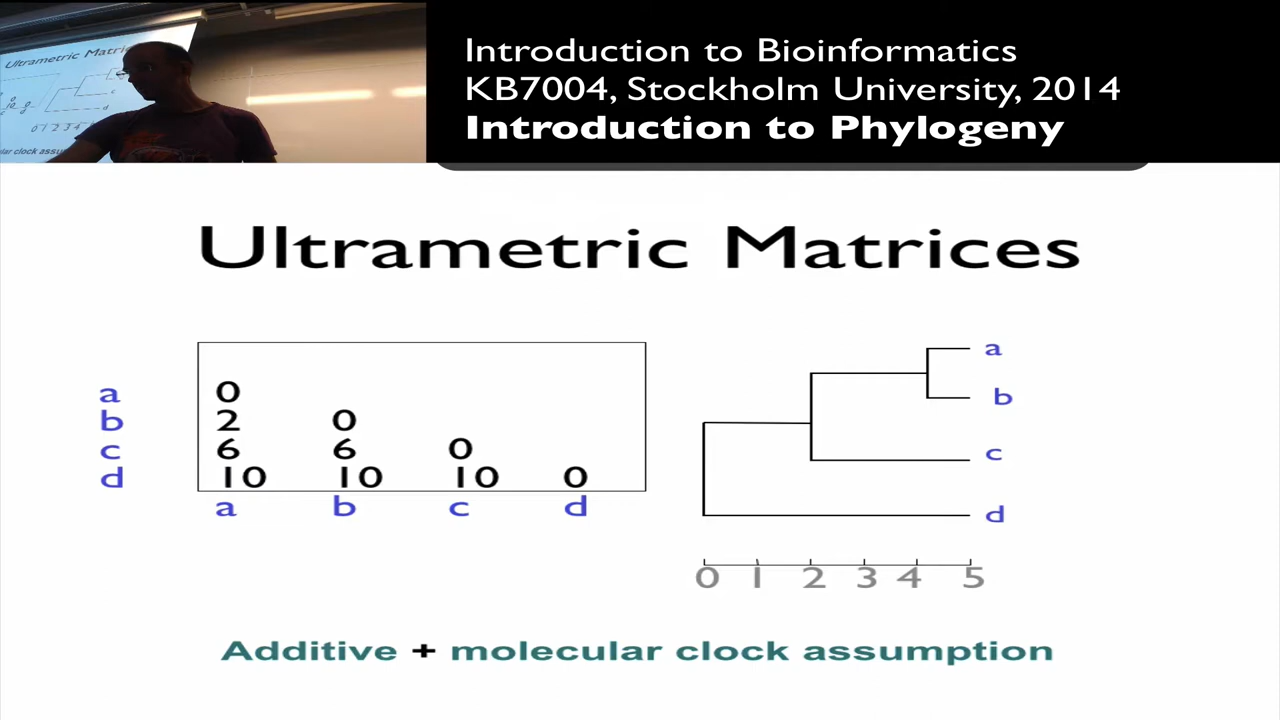 Introduction to Bioinformatics
KB7004, Stockholm University, 2014
Introduction to Phylogeny
Ultrametric Matrices
a 0
b 2 0
c 6 6 0
d 10 10 10 0
a b c d
a
b
c
d
0 1 2 3 4 5
Additive + molecular clock assumption